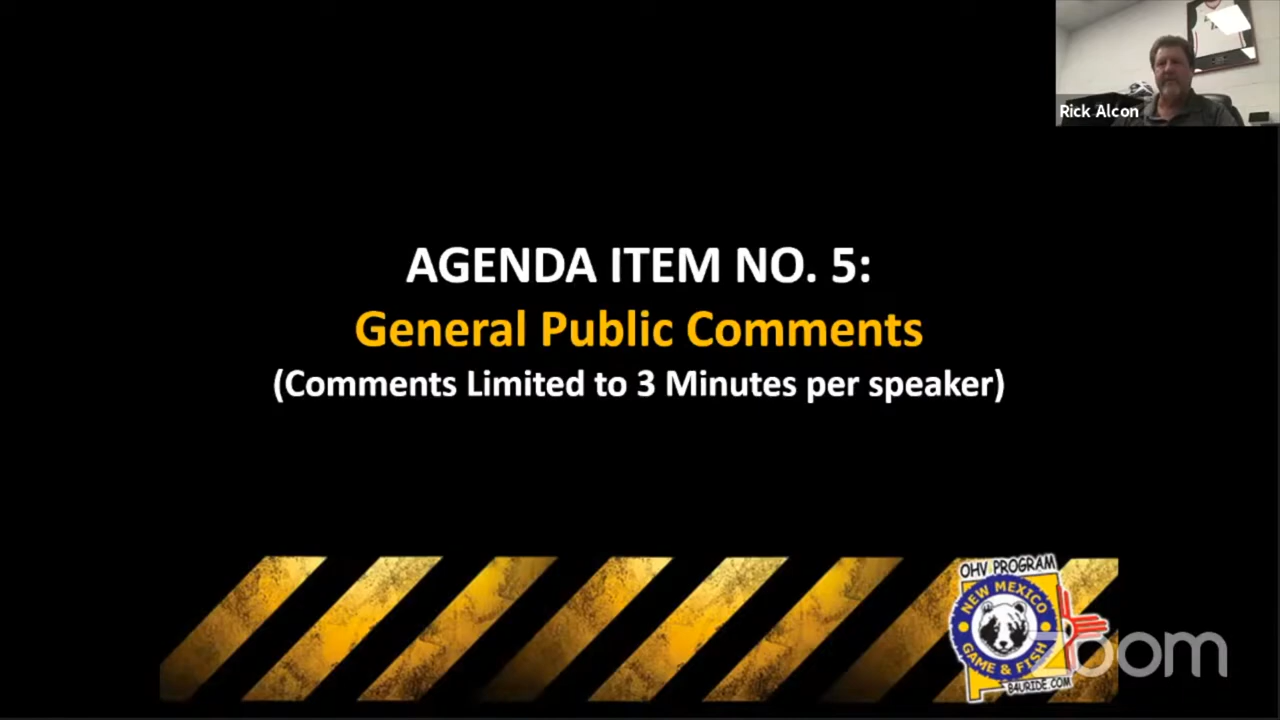 Rick Alcon
AGENDA ITEM NO. 5:
General Public Comments
(Comments Limited to 3 Minutes per speaker)
OHV PROGRAM
NEW MEXICO
GAME & FISH
B4URIDE.COM
zoom